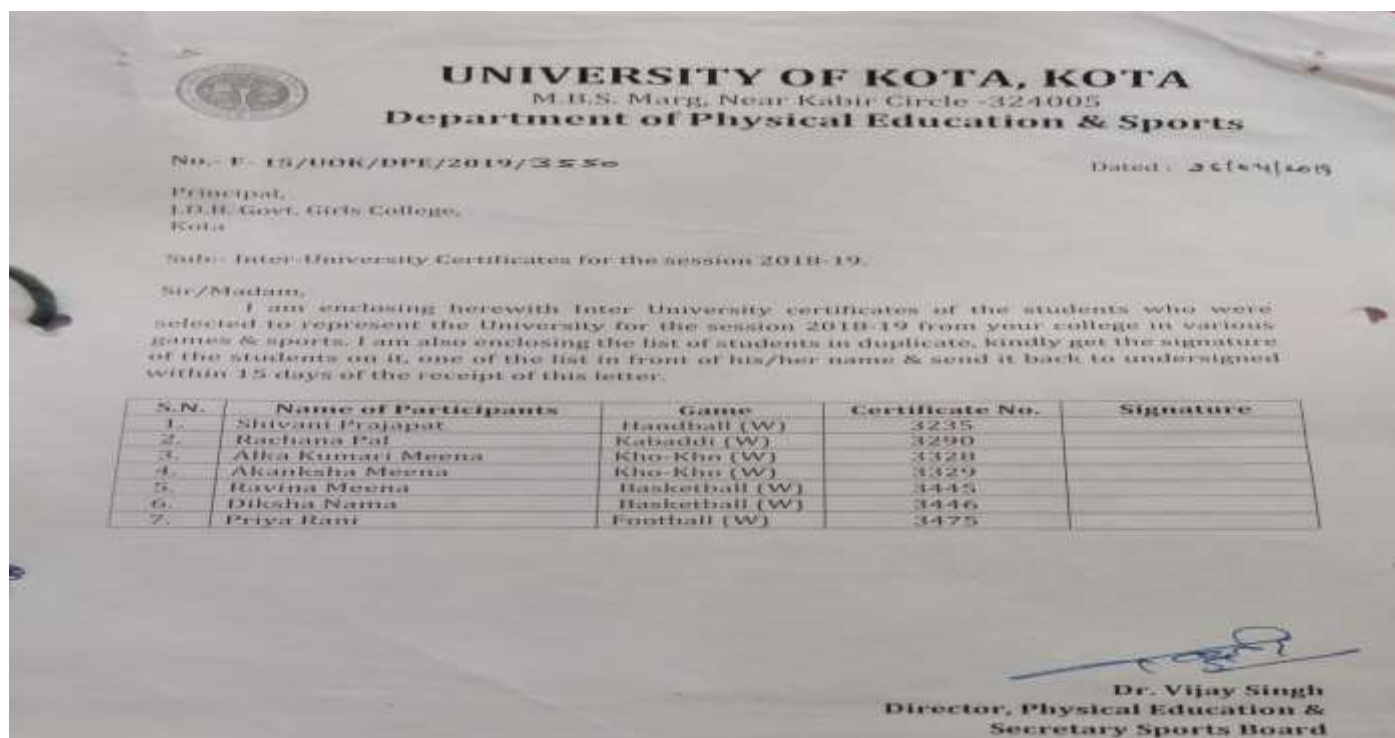 UNIVERSITY OF KOTA, KOTA
M.B.S. Marg, Near Kabir Circle -324005
Department of Physical Education & Sports
No.- F- 15/UOK/DPE/2019/3550
Dated : /2019
Principal,
J.D.B. Govt. Girls College,
Kota
Sub:- Inter-University Certificates for the session 2018-19.
Sir/Madam,
I am enclosing herewith Inter University certificates of the students who were
selected to represent the University for the session 2018-19 from your college in various
games & sports. I am also enclosing the list of students in duplicate, kindly get the signature
of the students on it, one of the list in front of his/her name & send it back to undersigned
within 15 days of the receipt of this letter.
S.N. Name of Participants Game Certificate No. Signature
1. Shivani Prajapat Handball (W) 3235
2. Rachana Pal Kabaddi (W) 3290
3. Alka Kumari Meena Kho-Kho (W) 3328
4. Akanksha Meena Kho-Kho (W) 3329
5. Ravina Meena Basketball (W) 3445
6. Diksha Nama Basketball (W) 3446
7. Priya Rani Football (W) 3475
Dr. Vijay Singh
Director, Physical Education &
Secretary Sports Board